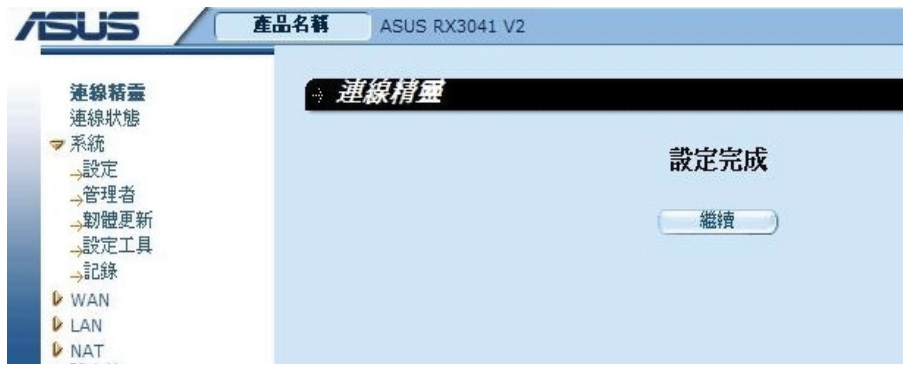 ASUS 產品名稱 ASUS RX3041 V2
連線精靈
連線精靈
連線狀態
系統
設定完成
設定
管理者
繼續
韌體更新
設定工具
記錄
WAN
LAN
NAT